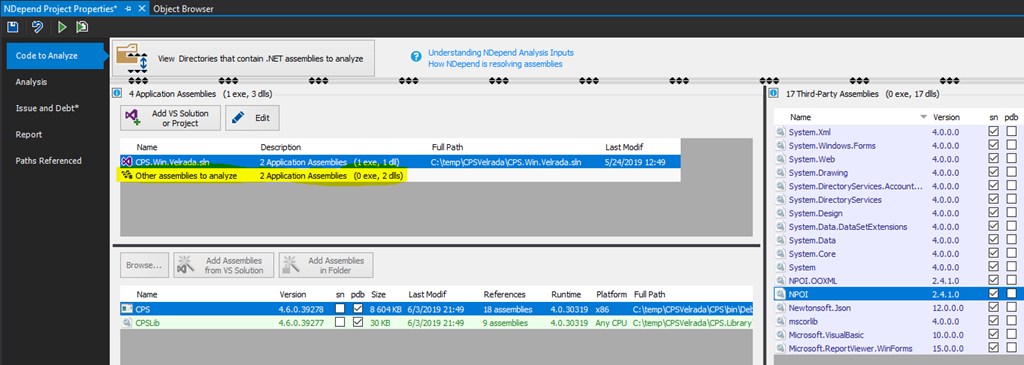 NDepend Project Properties* Object Browser
Code to Analyze
Analysis
Issue and Debt*
Report
Paths Referenced
View Directories that contain .NET assemblies to analyze
Understanding NDepend Analysis Inputs
How NDepend is resolving assemblies
4 Application Assemblies (1 exe, 3 dlls)
Add VS Solution
or Project
Edit
Name Description Full Path Last Modif
CPS.Win.Velrada.sln 2 Application Assemblies (1 exe, 1 dll) C:\temp\CPSVelrada\CPS.Win.Velrada.sln 5/24/2019 12:49
Other assemblies to analyze 2 Application Assemblies (0 exe, 2 dlls)
Browse...
Add Assemblies
from VS Solution
Add Assemblies
in Folder
Name Version sn pdb Size Last Modif References Runtime Platform Full Path
CPS 4.6.0.39278 8 604 KB 6/3/2019 21:49 18 assemblies 4.0.30319 x86 C:\temp\CPSVelrada\CPS\bin\Deb
CPSLib 4.6.0.39277 30 KB 6/3/2019 21:49 9 assemblies 4.0.30319 Any CPU C:\temp\CPSVelrada\CPS.Library
17 Third-Party Assemblies (0 exe, 17 dlls)
Name Version sn pdb
System.Xml 4.0.0.0
System.Windows.Forms 4.0.0.0
System.Web 4.0.0.0
System.Drawing 4.0.0.0
System.DirectoryServices.Account... 4.0.0.0
System.DirectoryServices 4.0.0.0
System.Design 4.0.0.0
System.Data.DataSetExtensions 4.0.0.0
System.Data 4.0.0.0
System.Core 4.0.0.0
System 4.0.0.0
NPOI.OOXML 2.4.1.0
NPOI 2.4.1.0
Newtonsoft.Json 12.0.0.0
mscorlib 4.0.0.0
Microsoft.VisualBasic 10.0.0.0
Microsoft.ReportViewer.WinForms 15.0.0.0